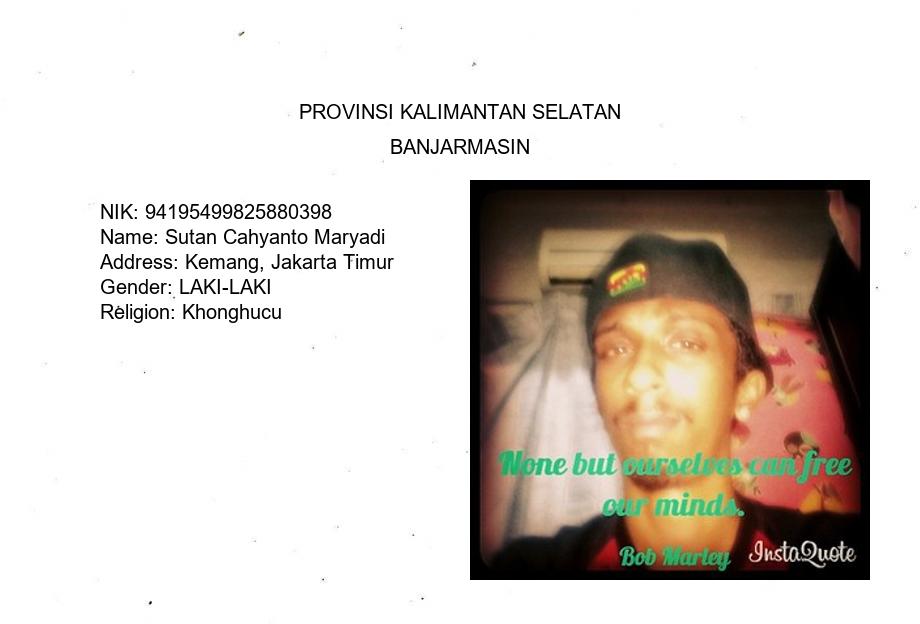 PROVINSI KALIMANTAN SELATAN
BANJARMASIN
NIK: 94195499825880398
Name: Sutan Cahyanto Maryadi
Address: Kemang, Jakarta Timur
Gender: LAKI-LAKI
Religion: Khonghucu
None but ourselves can free
our minds.
Bob Marley
InstaQuote